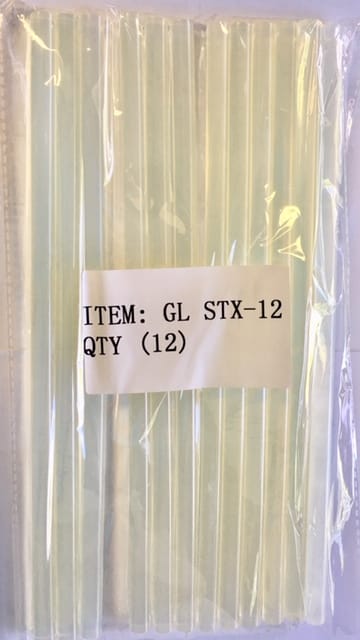 ITEM: GL STX-12
QTY (12)